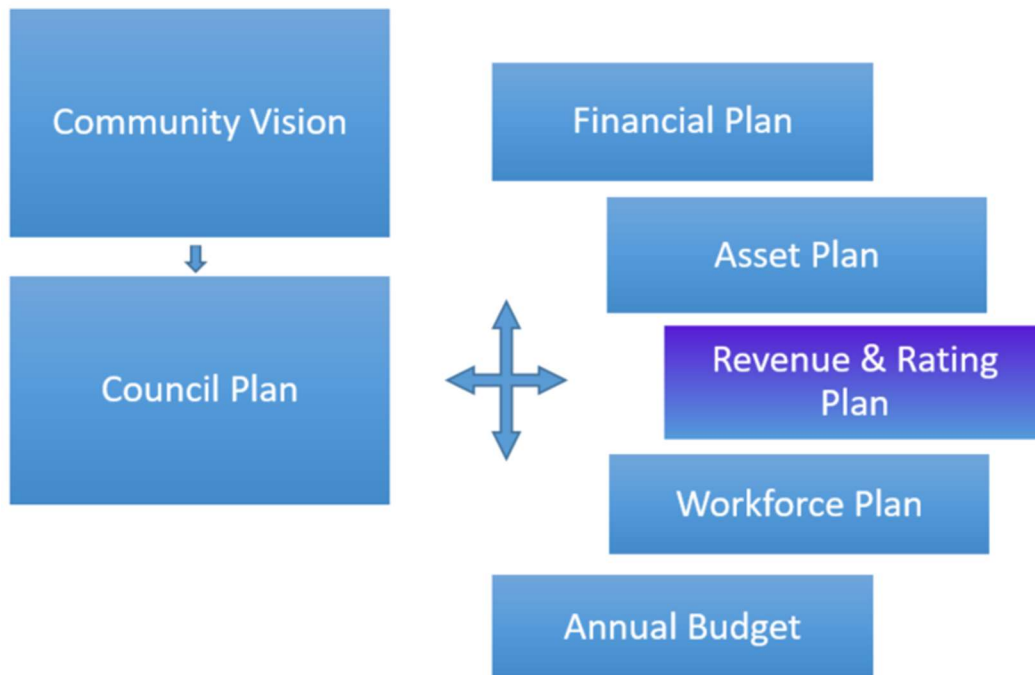 Community Vision
Council Plan
Financial Plan
Asset Plan
Revenue & Rating
Plan
Workforce Plan
Annual Budget